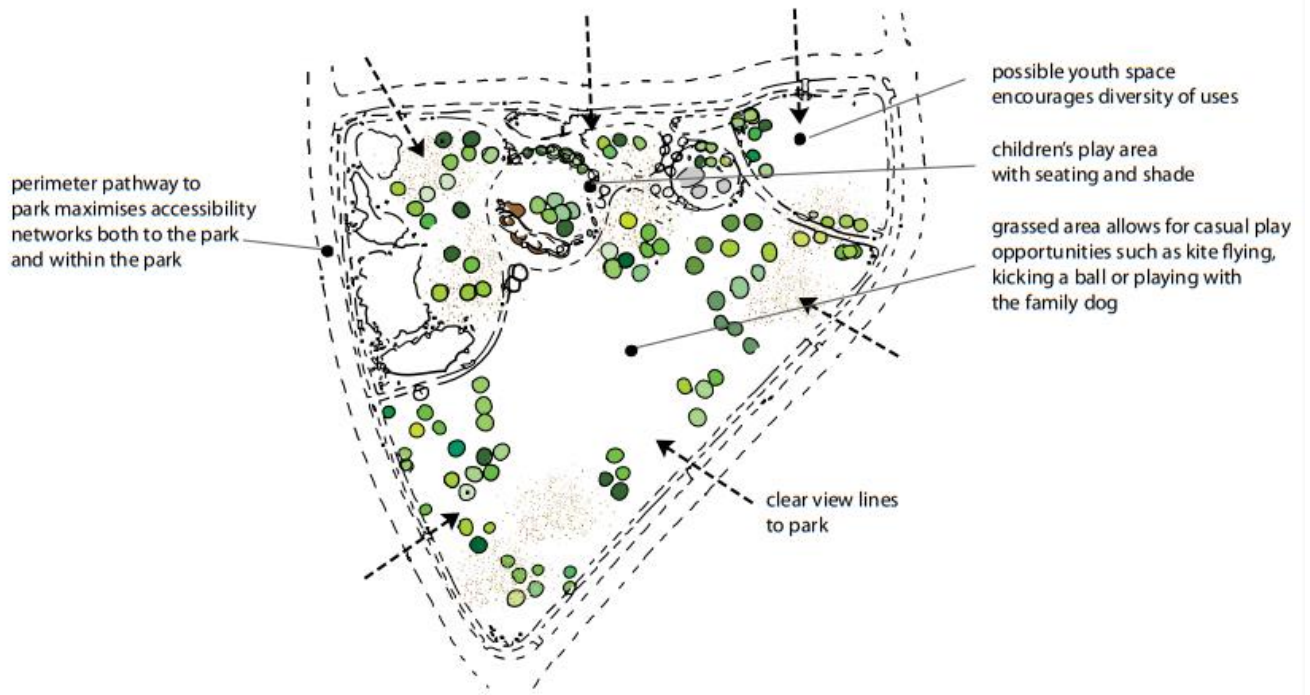 possible youth space
encourages diversity of uses
children's play area
with seating and shade
perimeter pathway to
park maximises accessibility
networks both to the park
and within the park
grassed area allows for casual play
opportunities such as kite flying,
kicking a ball or playing with
the family dog
clear view lines
to park